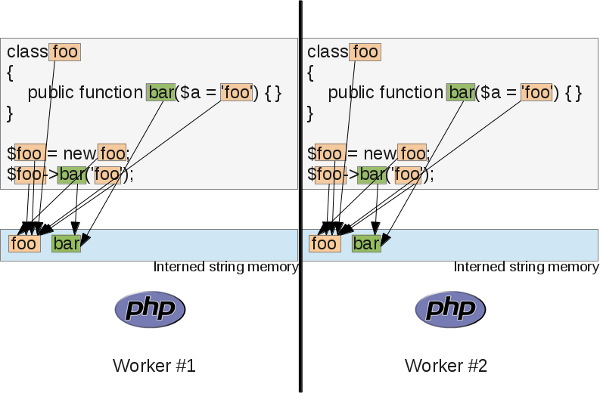 class foo
{
public function bar($a = 'foo') {}
}
$foo = new foo;
$foo->bar('foo');
foo bar
Interned string memory
php
Worker #1
class foo
{
public function bar($a = 'foo') {}
}
$foo = new foo;
$foo->bar('foo');
foo bar
Interned string memory
php
Worker #2